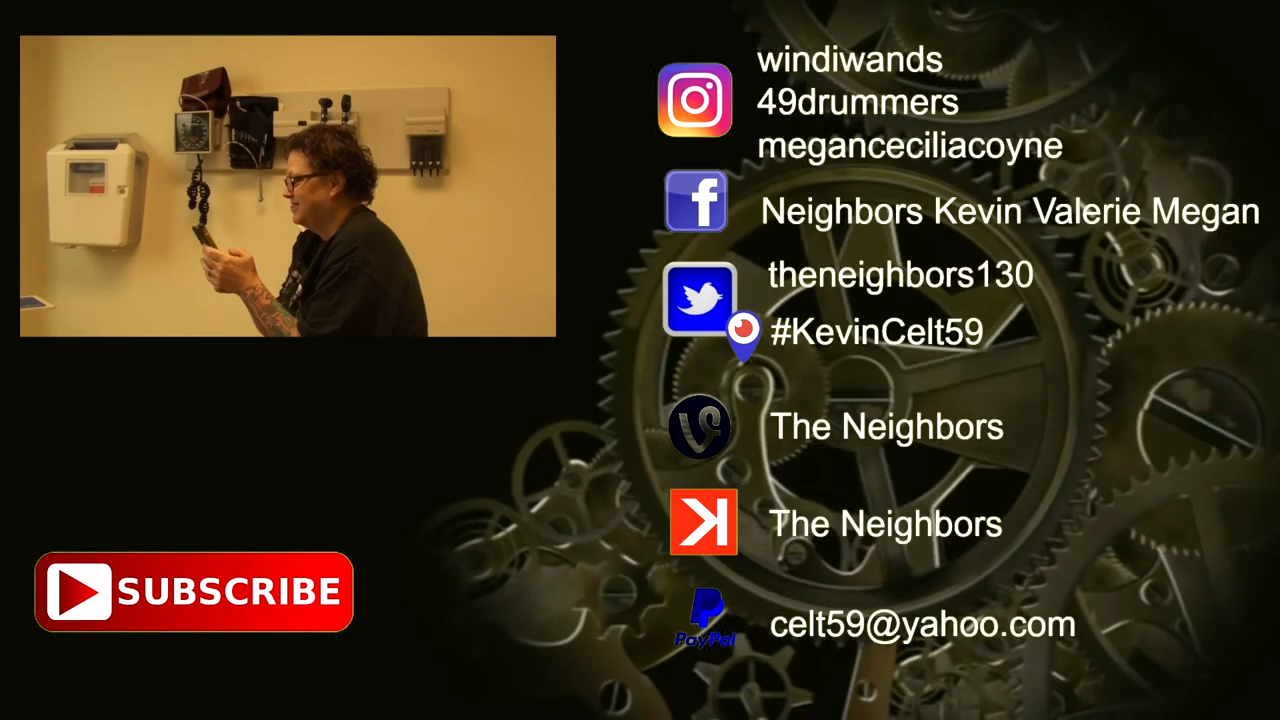 windiwands
49drummers
meganceciliacoyne
Neighbors Kevin Valerie Megan
theneighbors130
#KevinCelt59
The Neighbors
The Neighbors
SUBSCRIBE
PayPal
celt59@yahoo.com